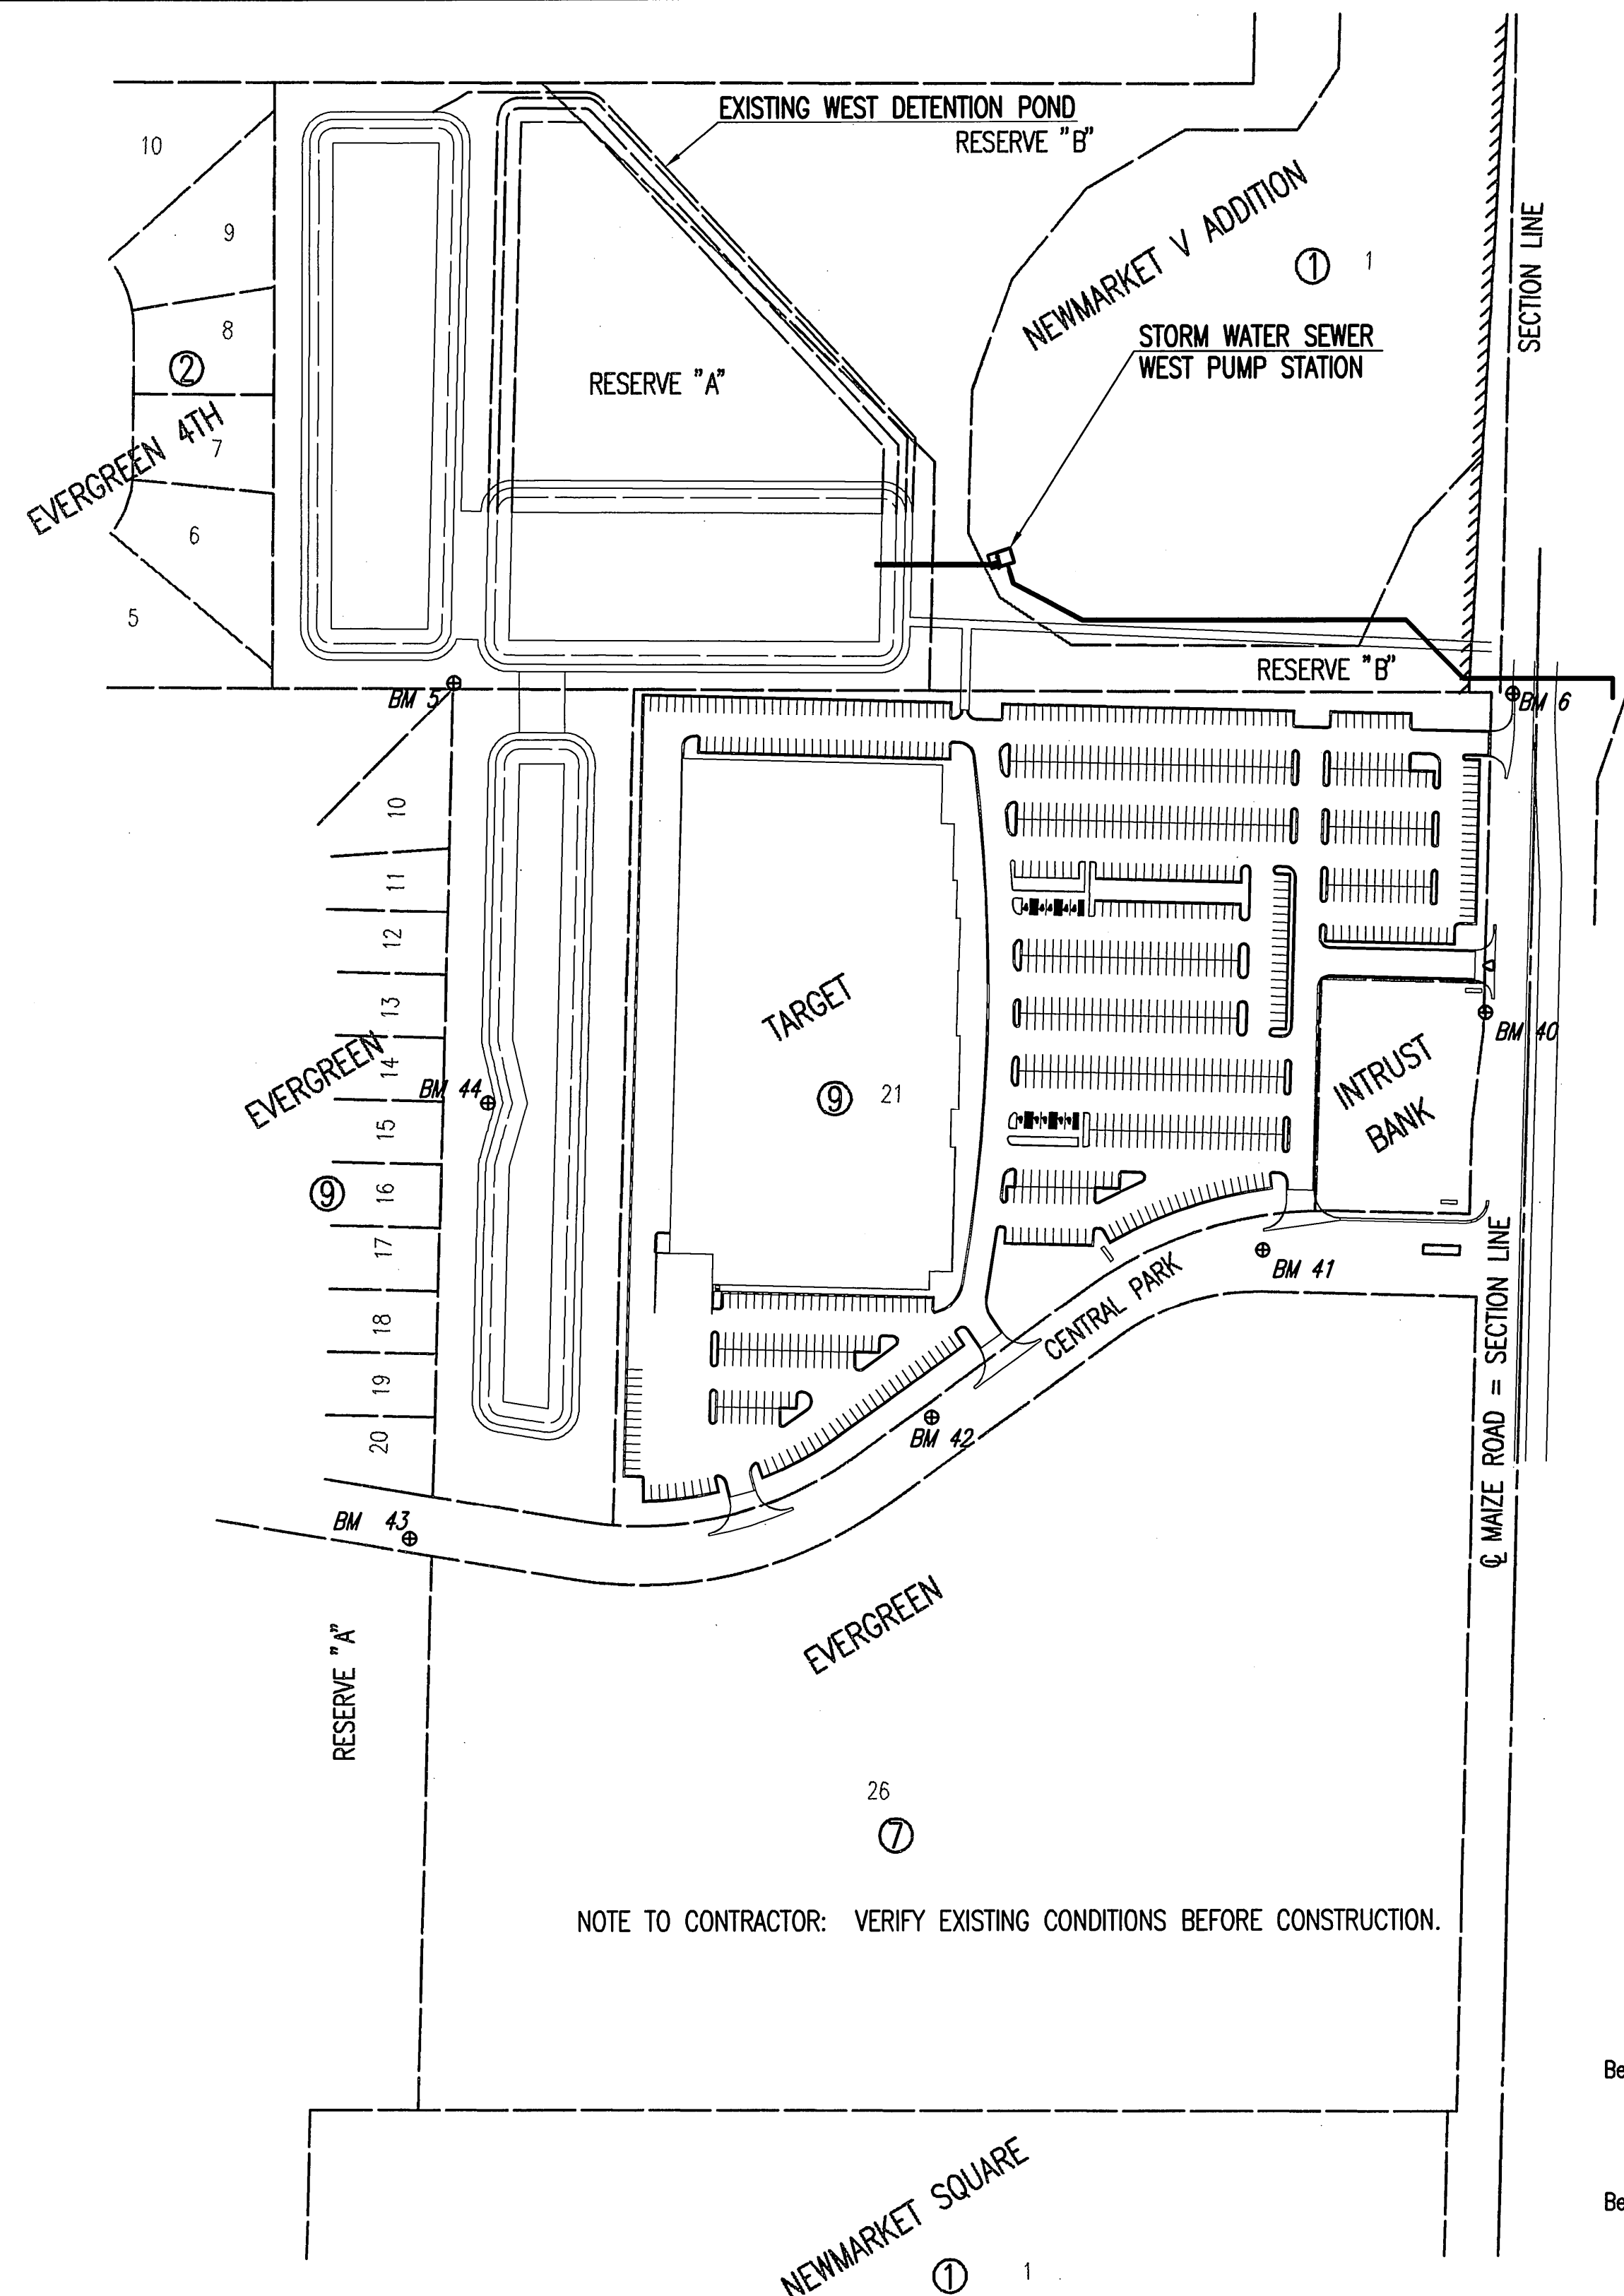 EXISTING WEST DETENTION POND
RESERVE "B"
10
9
8
2
7
6
5
EVERGREEN 4TH
RESERVE "A"
NEWMARKET V ADDITION
1 1
STORM WATER SEWER
WEST PUMP STATION
SECTION LINE
RESERVE "B"
BM 5
BM 6
10
11
12
13
14
15
16
17
18
19
20
EVERGREEN
9
BM 44
TARGET
9 21
INTRUST
BANK
BM 40
BM 41
CENTRAL PARK
BM 42
BM 43
℄ MAIZE ROAD = SECTION LINE
EVERGREEN
RESERVE "A"
26
7
NOTE TO CONTRACTOR: VERIFY EXISTING CONDITIONS BEFORE CONSTRUCTION.
Be
Be
NEWMARKET SQUARE
1 1